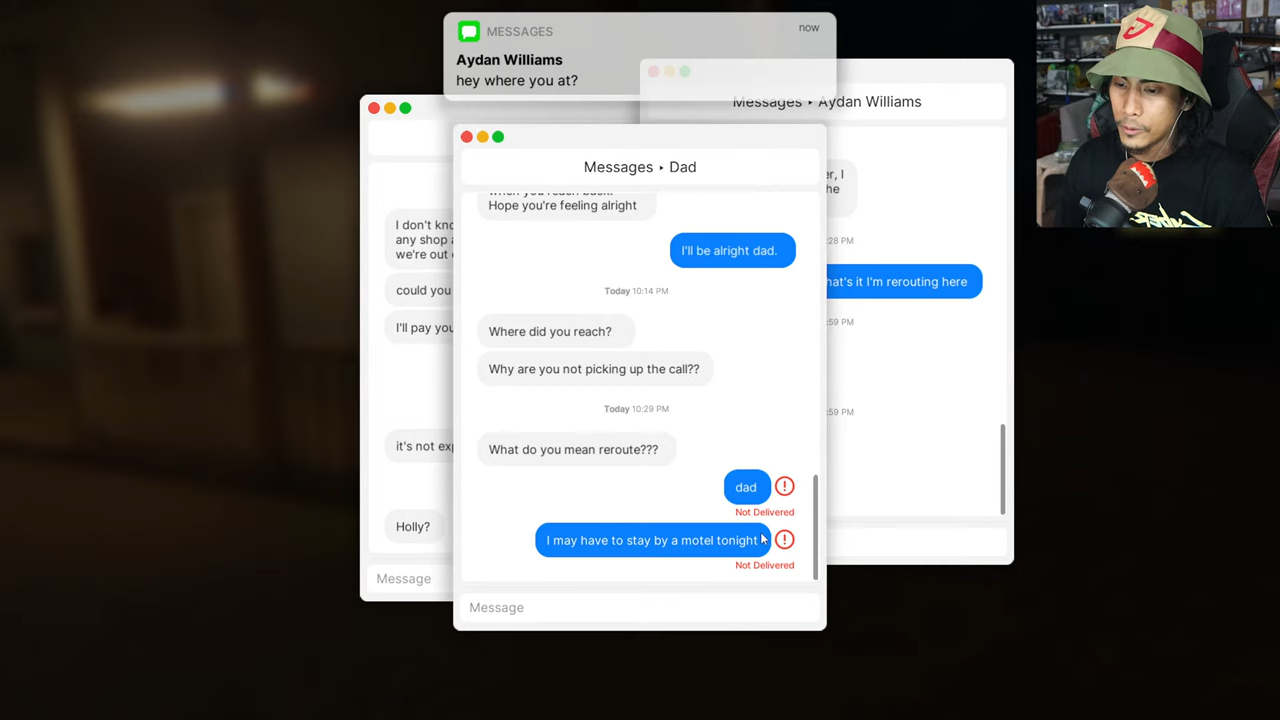 MESSAGES
now
Aydan Williams
hey where you at?
Messages ▸ Aydan Williams
Messages ▸ Dad
Hope you're feeling alright
I'll be alright dad.
Today 10:14 PM
Where did you reach?
Why are you not picking up the call??
Today 10:29 PM
What do you mean reroute???
dad
Not Delivered
I may have to stay by a motel tonight
Not Delivered
Message
I don't
any shop
we're out
could you
I'll pay you
it's not
Holly?
Message
er, I
he
:28 PM
hat's it I'm rerouting here
:59 PM
:59 PM